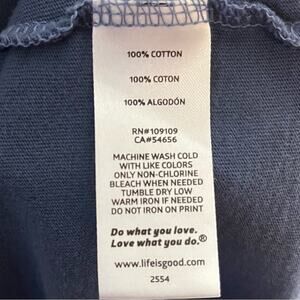 100% COTTON
100% COTON
100% ALGODÓN
RN#109109
CA#54656
MACHINE WASH COLD
WITH LIKE COLORS
ONLY NON-CHLORINE
BLEACH WHEN NEEDED
TUMBLE DRY LOW
WARM IRON IF NEEDED
DO NOT IRON ON PRINT
Do what you love.
Love what you do.®
www.lifeisgood.com
2554